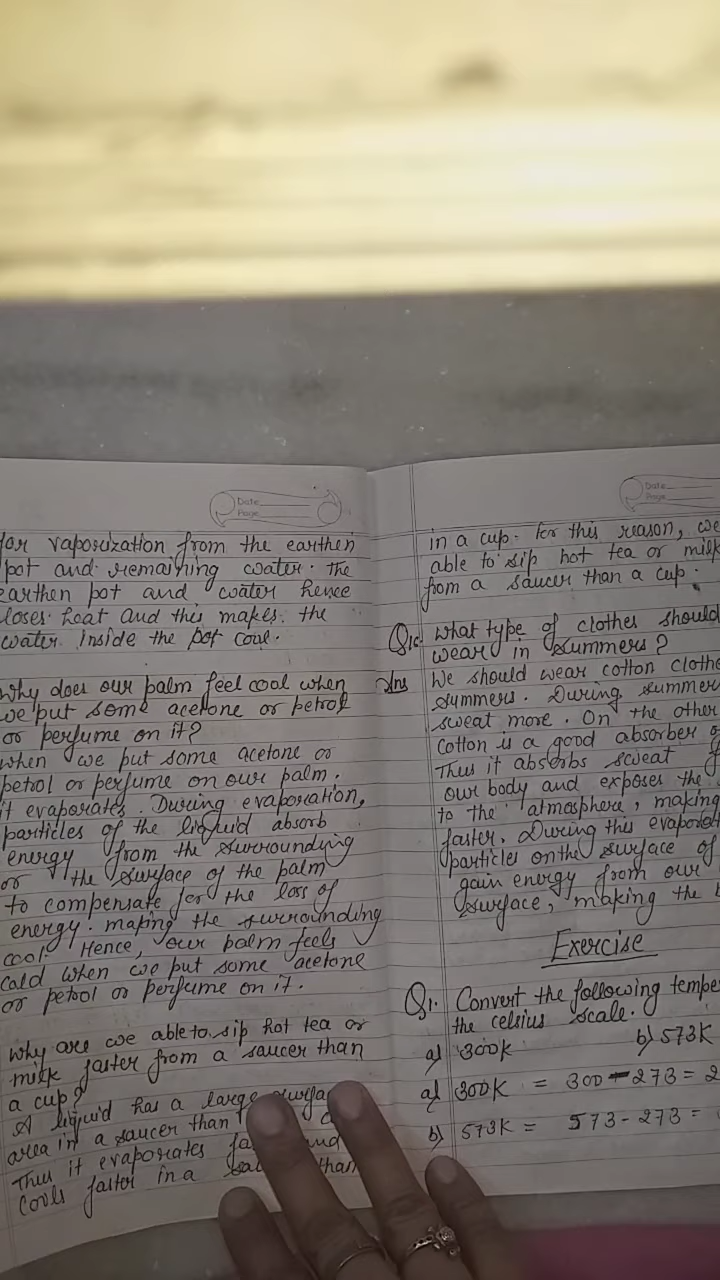 Date
Page
for vaporization from the earthen
pot and remaining water. The
earthen pot and water hence
loses heat and this makes the
water inside the pot cool.
Why does our palm feel cool when
we put some acetone or petrol
or perfume on it?
when we put some acetone or
petrol or perfume on our palm.
it evaporates. During evaporation,
particles of the liquid absorb
energy from the surrounding
or the surface of the palm
to compensate for the loss of
energy. making the surrounding
cool. Hence, our palm feels
cold when we put some acetone
or petrol or perfume on it.
Why are we able to sip hot tea or
milk faster from a saucer than
a cup?
A liquid has a large
area in a saucer than
Thus it evaporates
cools faster in a than
Date
Page
in a cup. for this reason, we
able to sip hot tea or milk
from a saucer than a cup.
What type of clothes should
wear in summers?
Ans We should wear cotton
summers. During summer
sweat more. On the other
cotton is a good absorber
Thus it absorbs sweat
our body and exposes the
to the atmosphere, making
faster. During this
particles on the surface of
gain energy from our
surface, making the
Exercise
Q1. Convert the following
the celsius scale.
a) 300K b) 573K
a) 300K = 300 - 273 = 2
b) 573K = 573 - 273 =